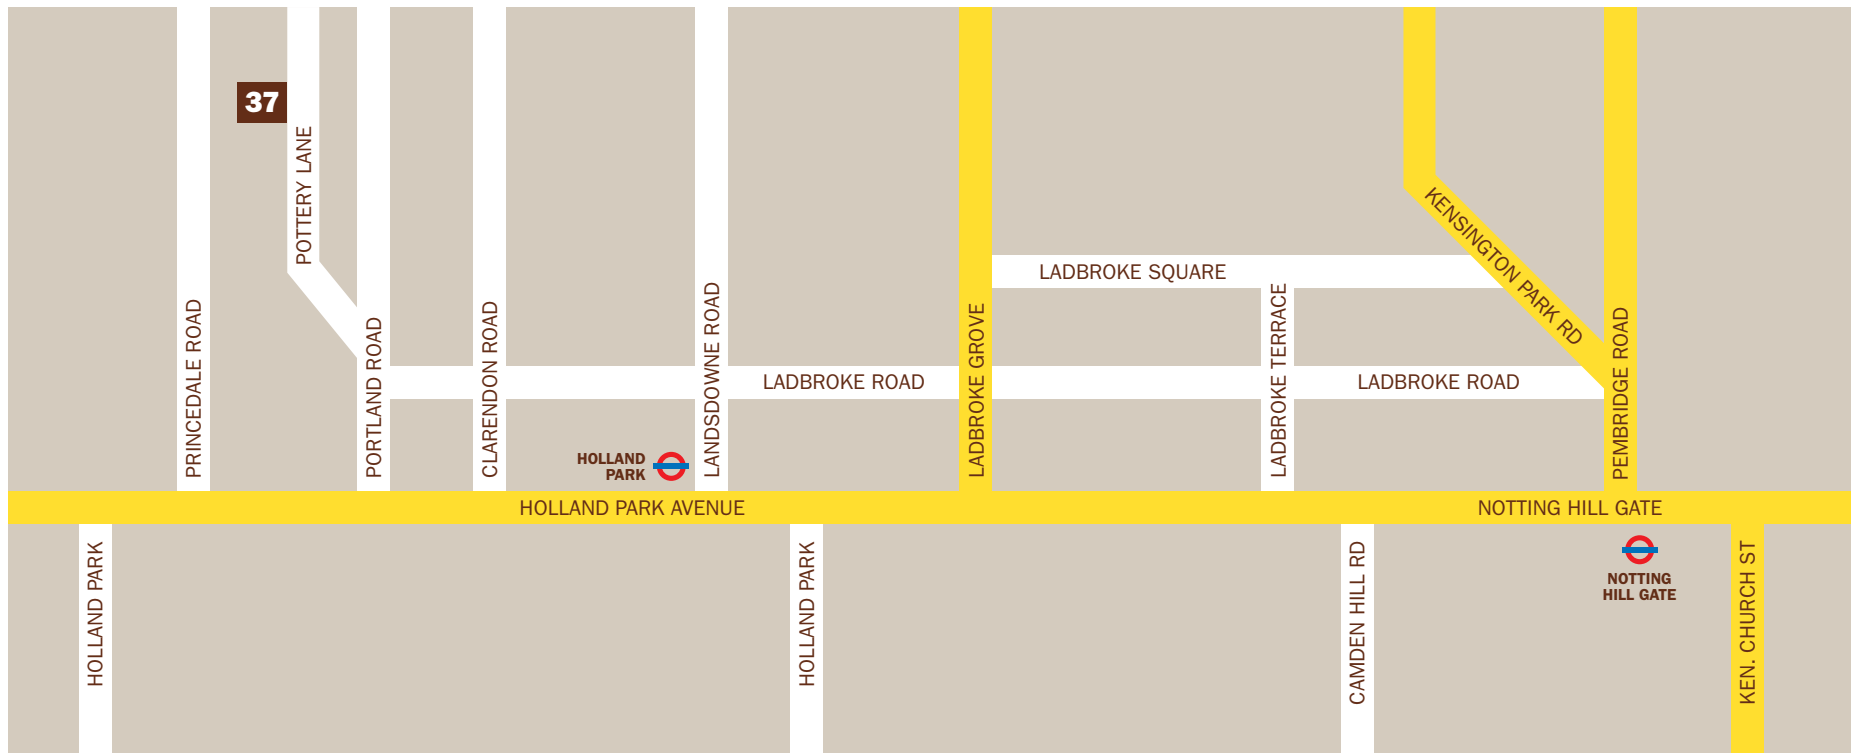 37
POTTERY LANE
PRINCEDALE ROAD
PORTLAND ROAD
CLARENDON ROAD
LANDSDOWNE ROAD
LADBROKE GROVE
LADBROKE SQUARE
LADBROKE TERRACE
KENSINGTON PARK RD
PEMBRIDGE ROAD
LADBROKE ROAD
LADBROKE ROAD
HOLLAND
PARK
HOLLAND PARK AVENUE
NOTTING HILL GATE
HOLLAND PARK
HOLLAND PARK
CAMDEN HILL RD
NOTTING
HILL GATE
KEN. CHURCH ST